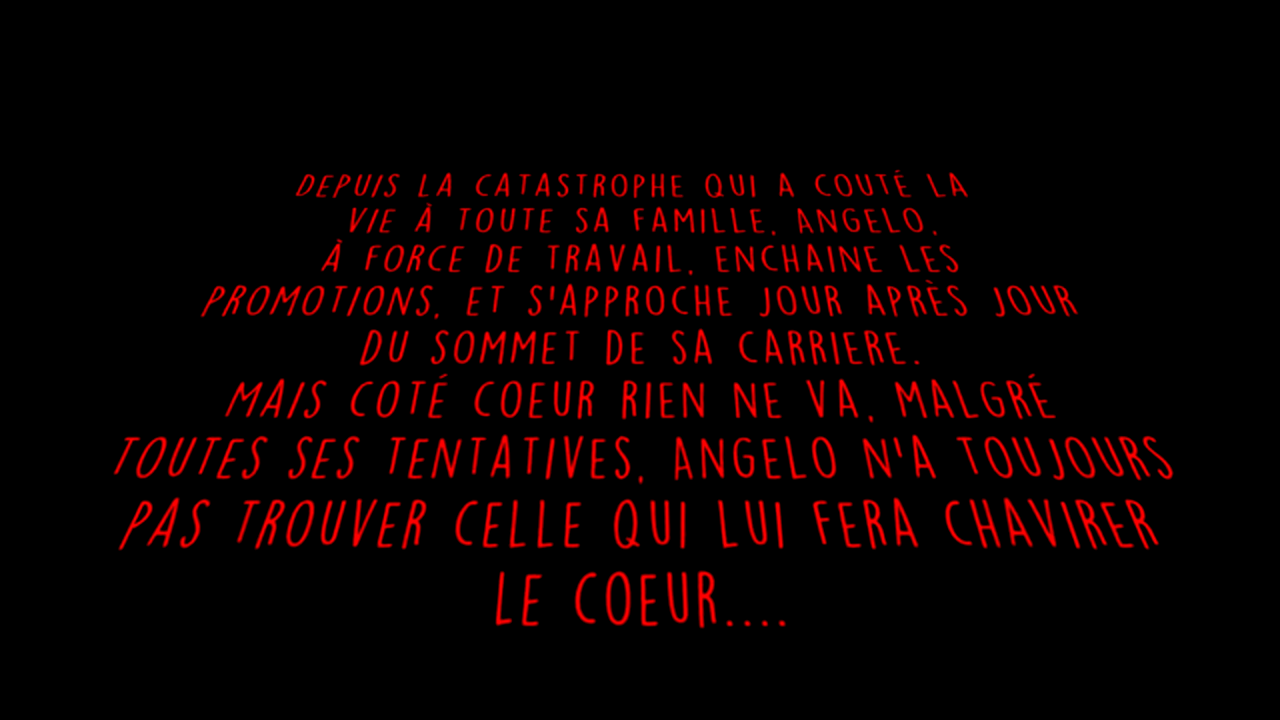 DEPUIS LA CATASTROPHE QUI A COUTÉ LA
VIE À TOUTE SA FAMILLE, ANGELO,
À FORCE DE TRAVAIL, ENCHAINE LES
PROMOTIONS, ET S'APPROCHE JOUR APRÈS JOUR
DU SOMMET DE SA CARRIERE.
MAIS COTÉ COEUR RIEN NE VA, MALGRÉ
TOUTES SES TENTATIVES, ANGELO N'A TOUJOURS
PAS TROUVER CELLE QUI LUI FERA CHAVIRER
LE COEUR....